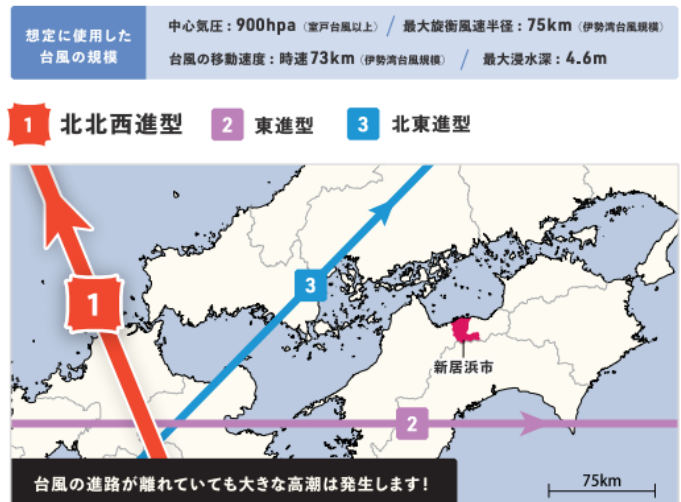 想定に使用した
台風の規模
中心気圧：900hpa（室戸台風以上） / 最大旋衡風速半径：75km（伊勢湾台風規模）
台風の移動速度：時速73km（伊勢湾台風規模） / 最大浸水深：4.6m
1 北北西進型 2 東進型 3 北東進型
3
1
新居浜市
2
台風の進路が離れていても大きな高潮は発生します！
75km